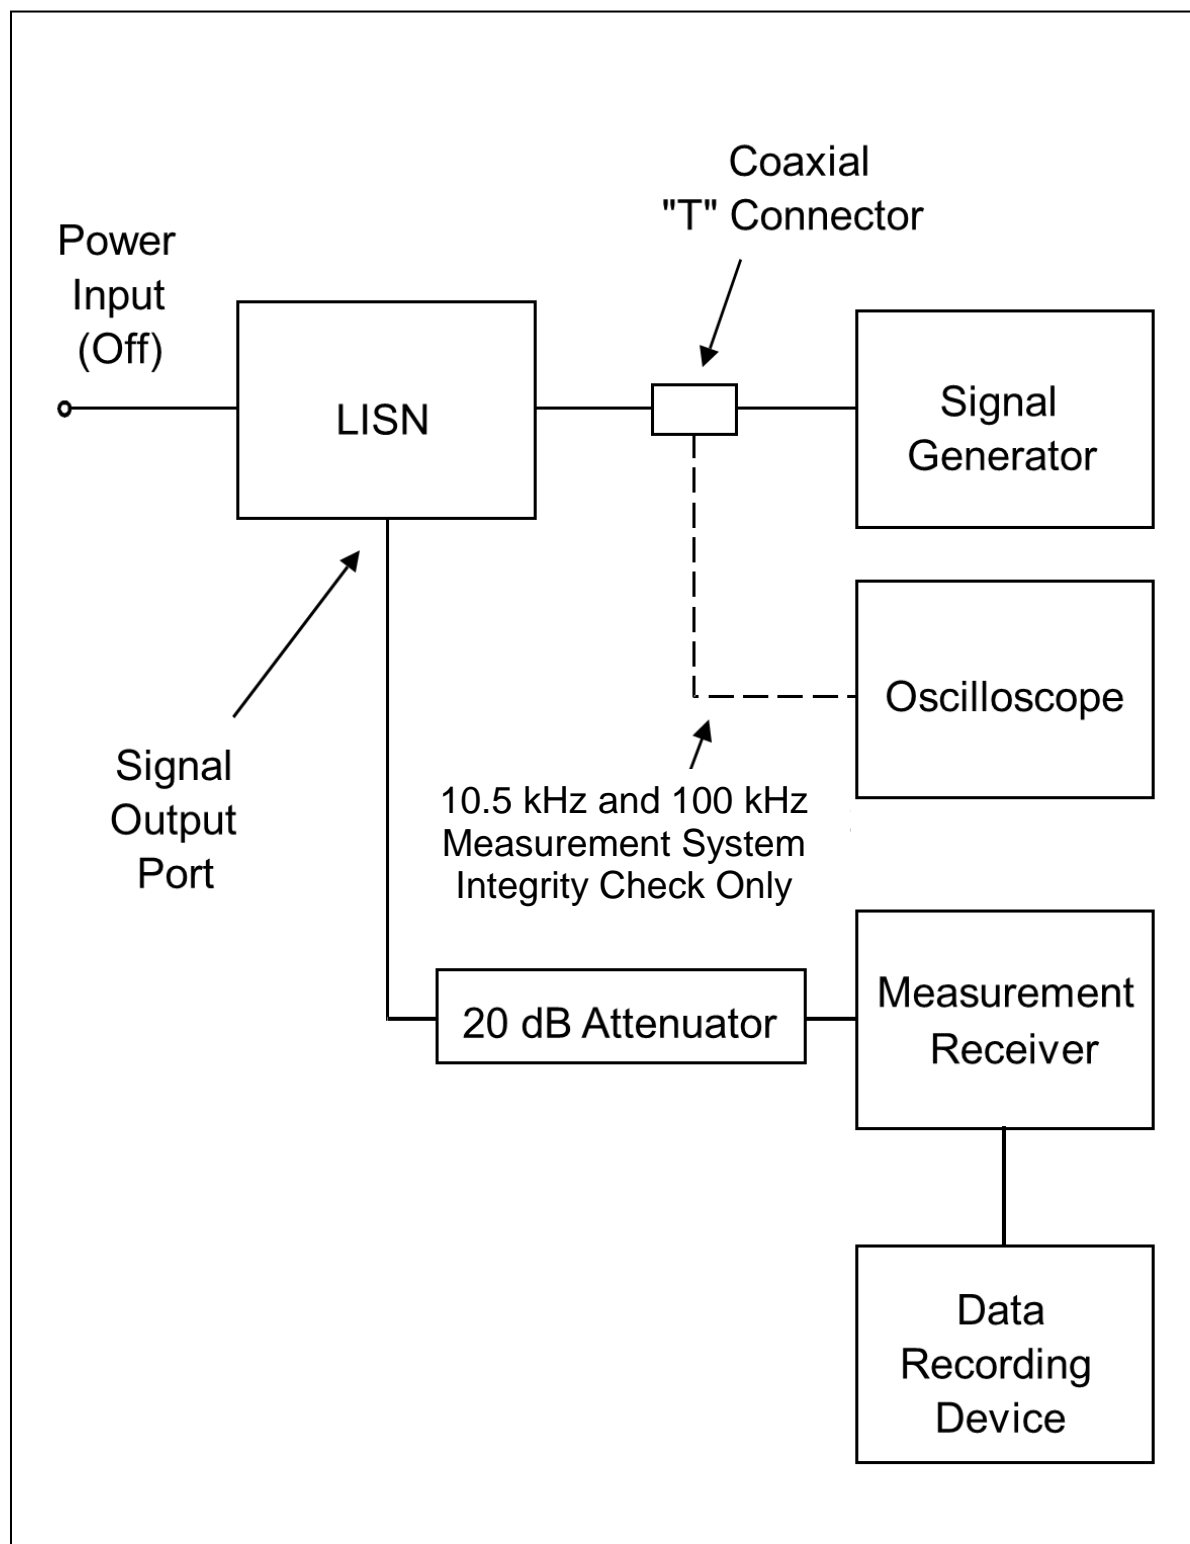 Coaxial
"T" Connector
Power
Input
(Off)
LISN
Signal
Generator
Oscilloscope
Signal
Output
Port
10.5 kHz and 100 kHz
Measurement System
Integrity Check Only
20 dB Attenuator
Measurement
Receiver
Data
Recording
Device